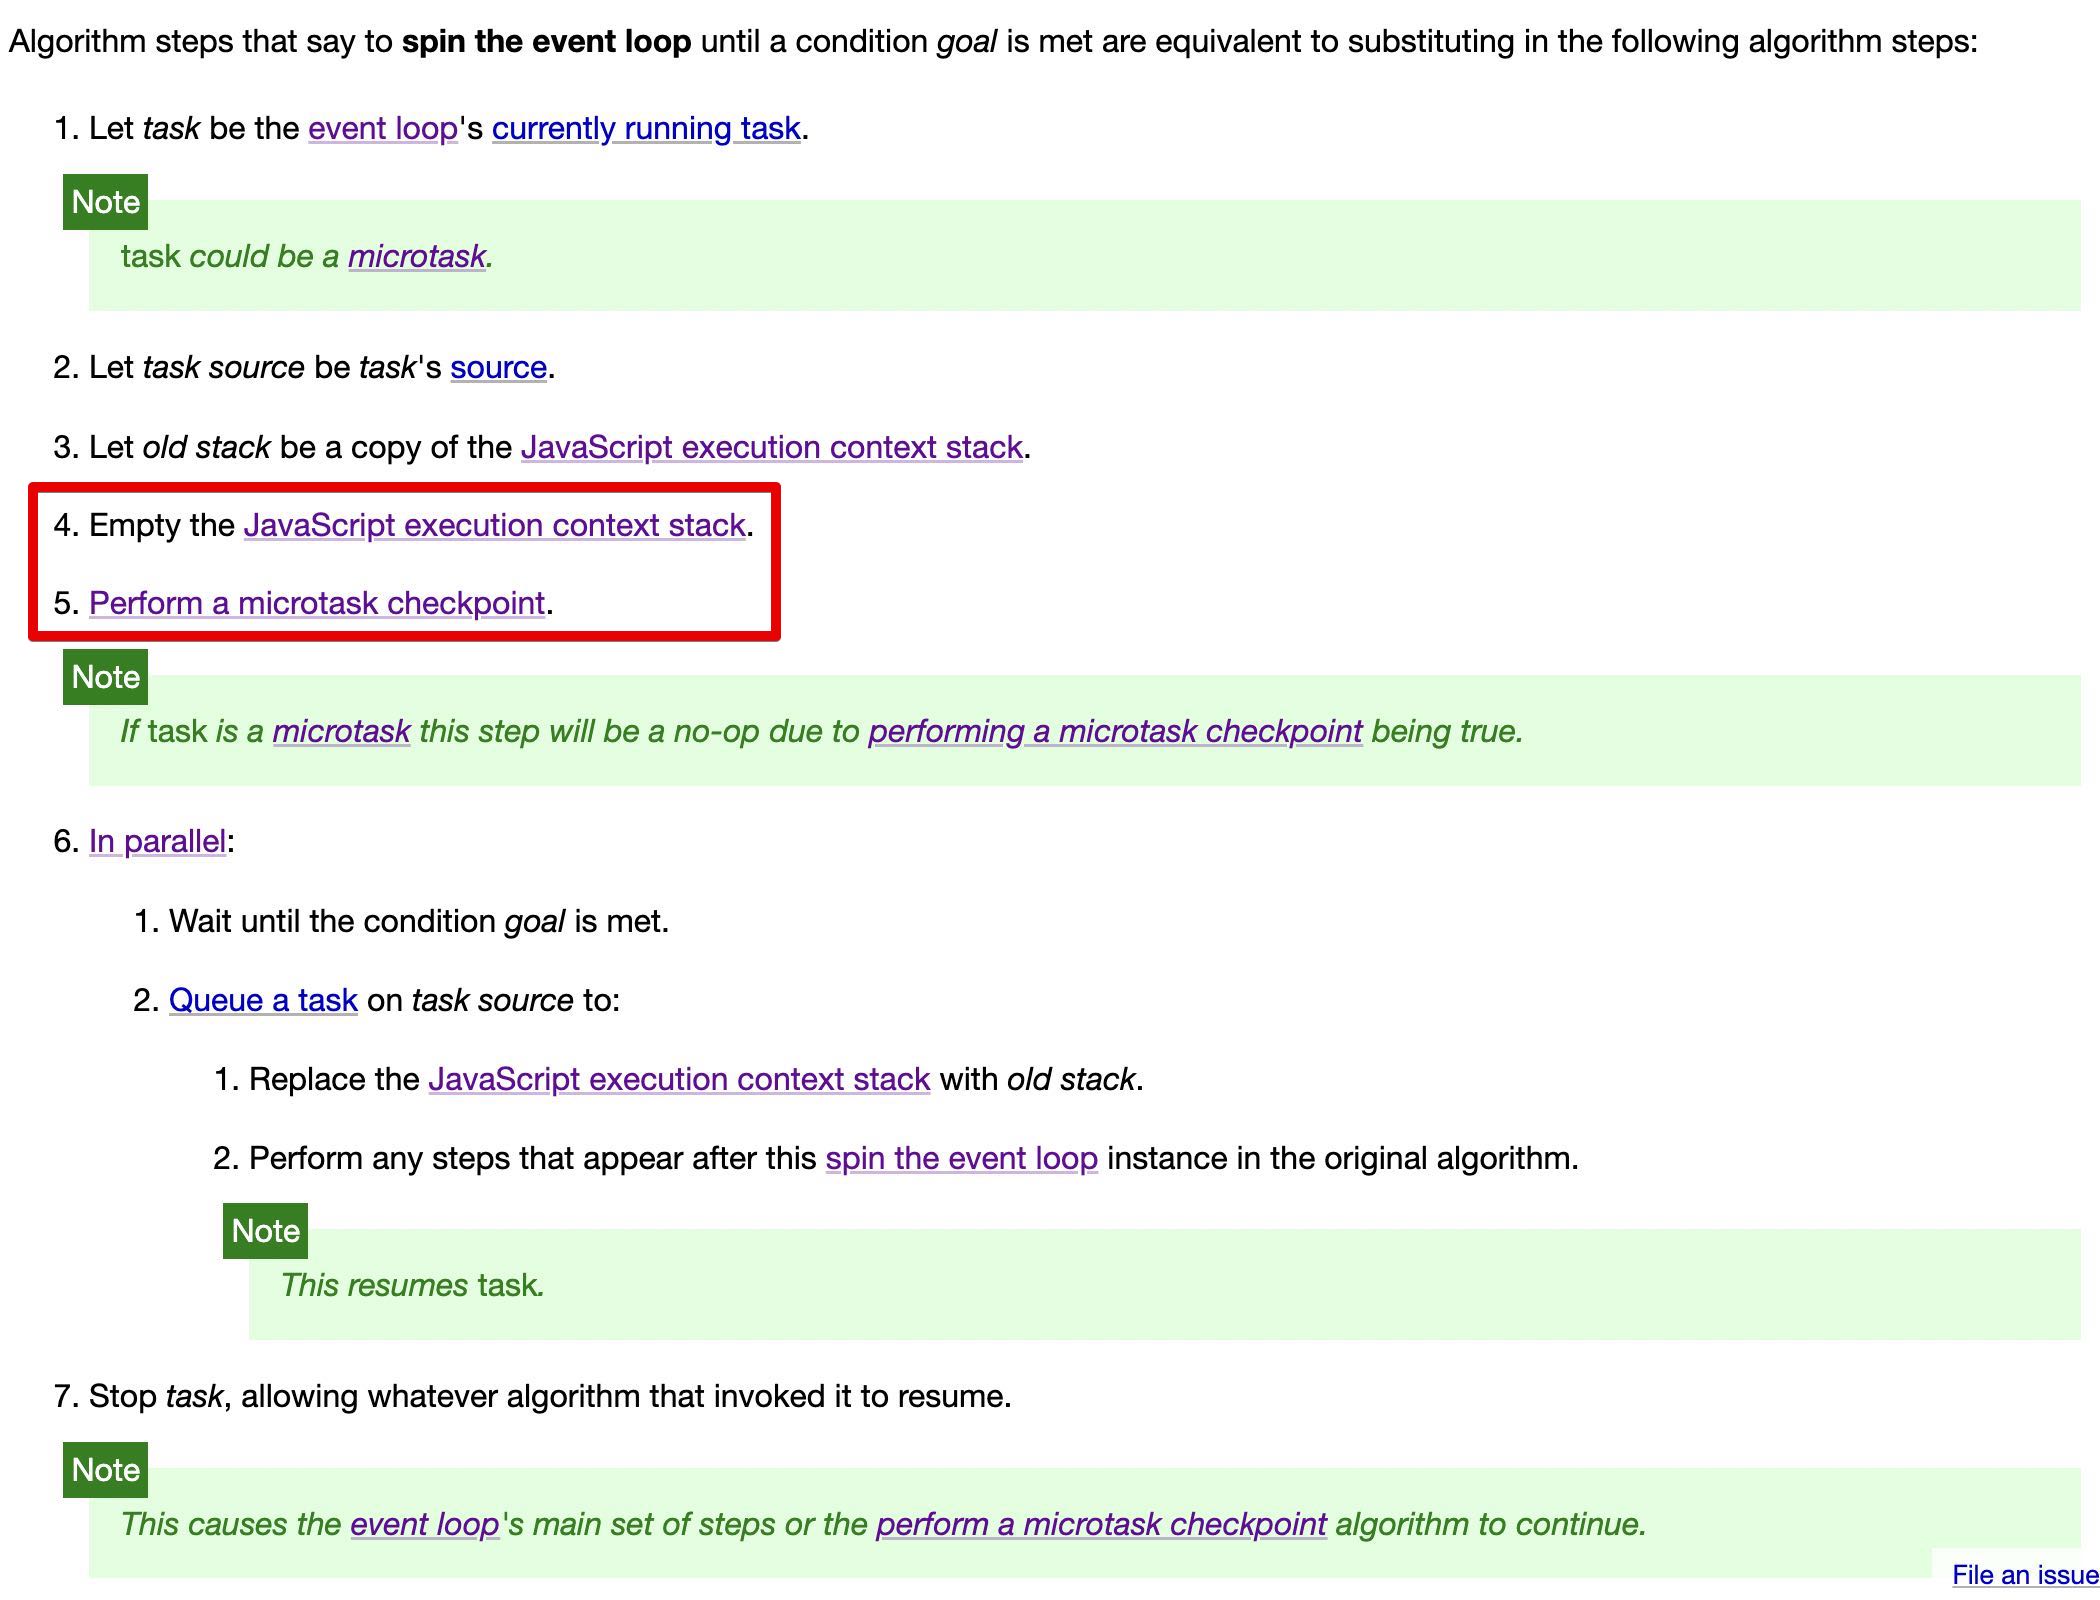 Algorithm steps that say to spin the event loop until a condition goal is met are equivalent to substituting in the following algorithm steps:
1. Let task be the event loop's currently running task.
Note
task could be a microtask.
2. Let task source be task's source.
3. Let old stack be a copy of the JavaScript execution context stack.
4. Empty the JavaScript execution context stack.
5. Perform a microtask checkpoint.
Note
If task is a microtask this step will be a no-op due to performing a microtask checkpoint being true.
6. In parallel:
1. Wait until the condition goal is met.
2. Queue a task on task source to:
1. Replace the JavaScript execution context stack with old stack.
2. Perform any steps that appear after this spin the event loop instance in the original algorithm.
Note
This resumes task.
7. Stop task, allowing whatever algorithm that invoked it to resume.
Note
This causes the event loop's main set of steps or the perform a microtask checkpoint algorithm to continue.
File an issue